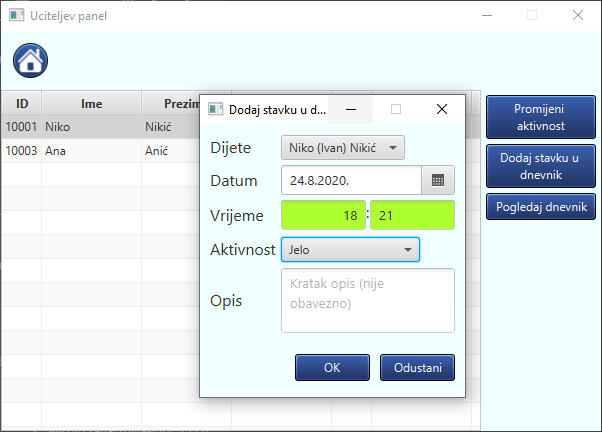 Uciteljev panel
ID Ime Prezim
10001 Niko Nikić
10003 Ana Anić
Promijeni
aktivnost
Dodaj stavku u
dnevnik
Pogledaj dnevnik
Dodaj stavku u d...
Dijete Niko (Ivan) Nikić
Datum 24.8.2020.
Vrijeme 18 : 21
Aktivnost Jelo
Opis Kratak opis (nije
obavezno)
OK Odustani